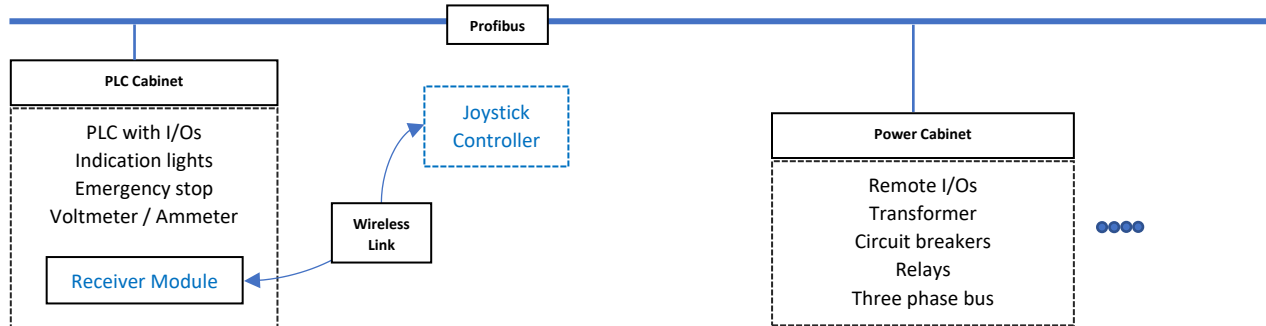 Profibus
PLC Cabinet
PLC with I/Os
Indication lights
Emergency stop
Voltmeter / Ammeter
Receiver Module
Wireless
Link
Joystick
Controller
Power Cabinet
Remote I/Os
Transformer
Circuit breakers
Relays
Three phase bus